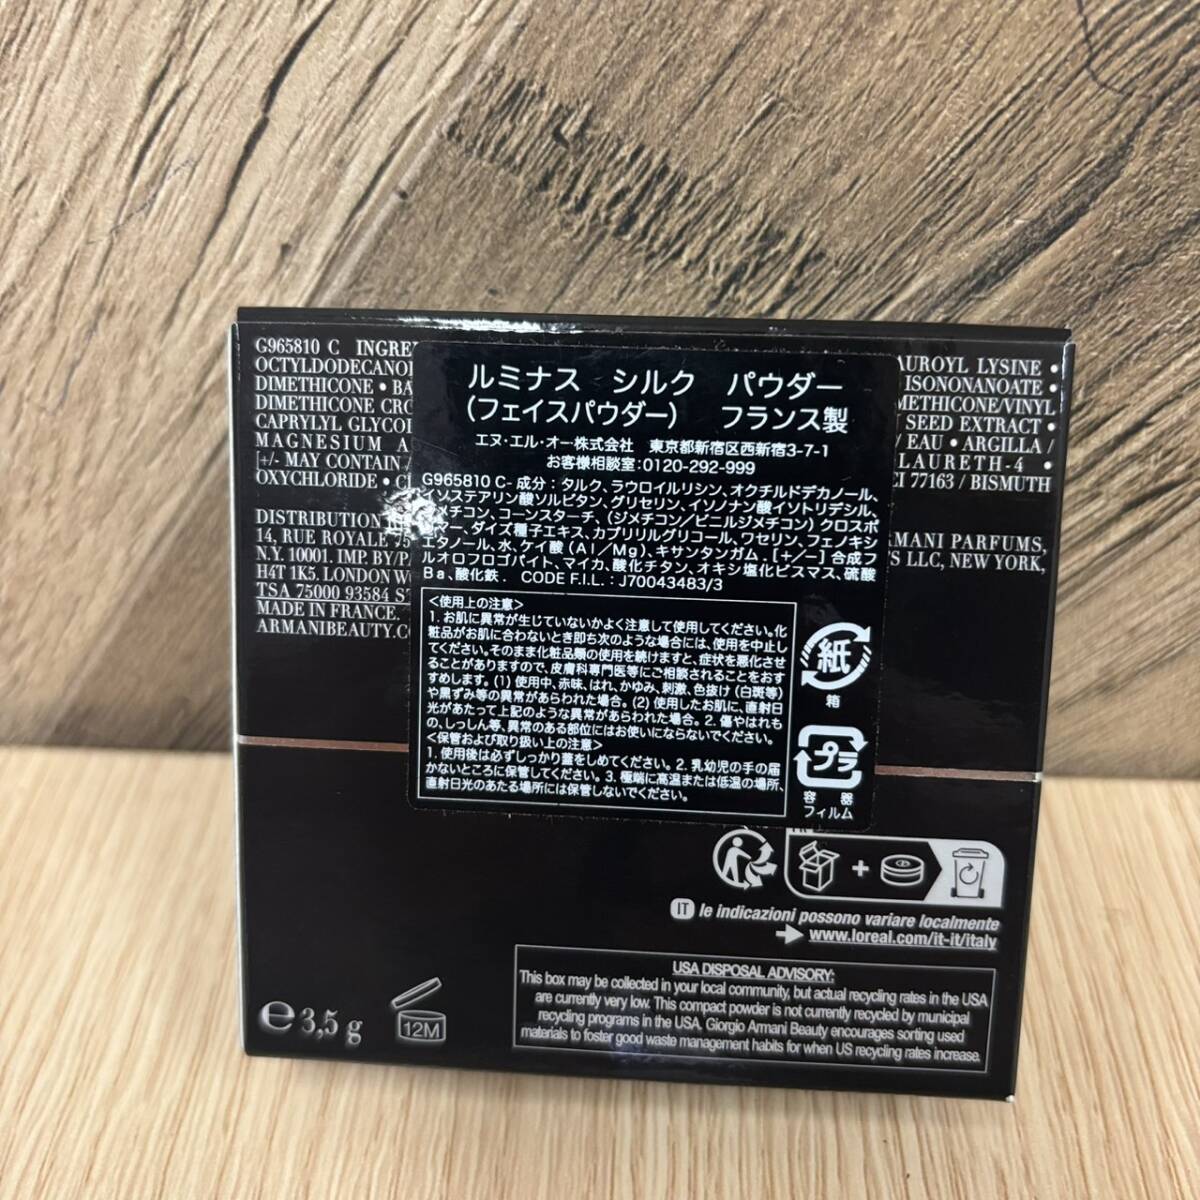 G965810 C INGRE
OCTYLDODECANO
DIMETHICONE • BA
DIMETHICONE CRO
CAPRYLYL GLYCO
MAGNESIUM A
[+/- MAY CONTAIN
OXYCHLORIDE •
AUROYL LYSINE •
ISONONANOATE •
METHICONE/VINYL
SEED EXTRACT •
/ EAU • ARGILLA /
LAURETH-4 •
CI 77163 / BISMUTH
DISTRIBUTION
14, RUE ROYALE 75
N.Y. 10001. IMP. BY/P
H4T 1K5. LONDON W
TSA 75000 93584 S
MADE IN FRANCE.
ARMANIBEAUTY.CO
RMANI PARFUMS,
S LLC, NEW YORK,
ルミナス シルク パウダー
(フェイスパウダー) フランス製
エヌ・エル・オー株式会社 東京都新宿区西新宿3-7-1
お客様相談室:0120-292-999
G965810 C-成分：タルク、ラウロイルリシン、オクチルドデカノール、
イソステアリン酸ソルビタン、グリセリン、イソノナン酸イソトリデシル、
メチコン、コーンスターチ、(ジメチコン/ビニルジメチコン) クロスポ
マー、ダイズ種子エキス、カプリリルグリコール、ワセリン、フェノキシ
エタノール、水、ケイ酸 (Al/Mg)、キサンタンガム、[+/-] 合成フ
ルオロフロゴパイト、マイカ、酸化チタン、オキシ塩化ビスマス、硫酸
Ba、酸化鉄. CODE F.I.L.：J70043483/3
<使用上の注意>
1. お肌に異常が生じていないかよく注意して使用してください。化
粧品がお肌に合わないとき即ち次のような場合には、使用を中止し
てください。そのまま化粧品類の使用を続けますと、症状を悪化させ
ることがありますので、皮膚科専門医等にご相談されることをおす
すめします。(1) 使用中、赤味、はれ、かゆみ、刺激、色抜け (白斑等)
や黒ずみ等の異常があらわれた場合。(2) 使用したお肌に、直射日
光があたって上記のような異常があらわれた場合。2. 傷やはれも
の、しっしん等、異常のある部位にはお使いにならないでください。
<保管および取り扱い上の注意>
1. 使用後は必ずしっかり蓋をしめてください。2. 乳幼児の手の届
かないところに保管してください。3. 極端に高温または低温の場所、
直射日光のあたる場所には保管しないでください。
紙
箱
プラ
容器
フィルム
+
IT le indicazioni possono variare localmente
www.loreal.com/it-it/italy
USA DISPOSAL ADVISORY:
This box may be collected in your local community, but actual recycling rates in the USA
are currently very low. This compact powder is not currently recycled by municipal
recycling programs in the USA. Giorgio Armani Beauty encourages sorting used
materials to foster good waste management habits for when US recycling rates increase.
℮ 3,5 g
12M